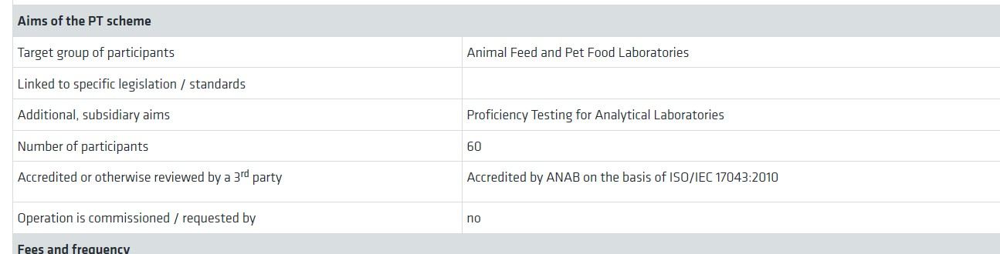 Aims of the PT scheme
Target group of participants Animal Feed and Pet Food Laboratories
Linked to specific legislation / standards
Additional, subsidiary aims Proficiency Testing for Analytical Laboratories
Number of participants 60
Accredited or otherwise reviewed by a 3rd party Accredited by ANAB on the basis of ISO/IEC 17043:2010
Operation is commissioned / requested by no
Fees and frequency